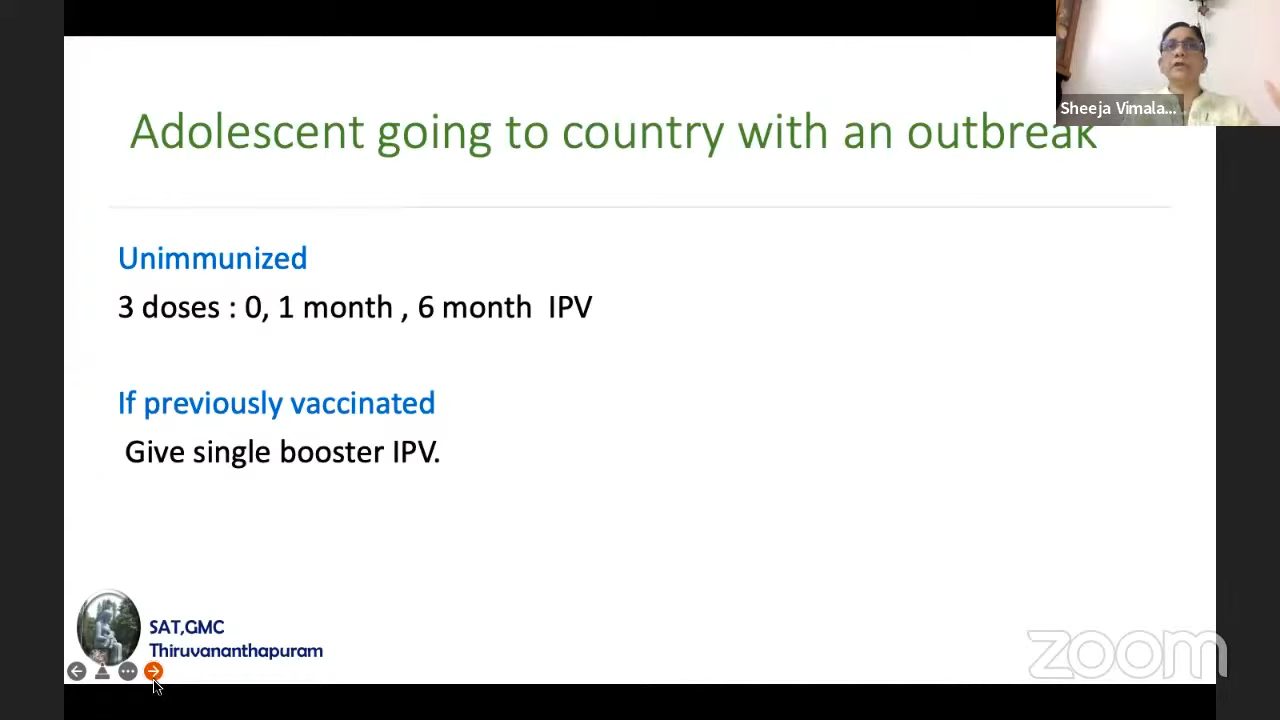 Sheeja Vimala...
Adolescent going to country with an outbreak
Unimmunized
3 doses : 0, 1 month , 6 month IPV
If previously vaccinated
Give single booster IPV.
SAT,GMC
Thiruvananthapuram
zoom